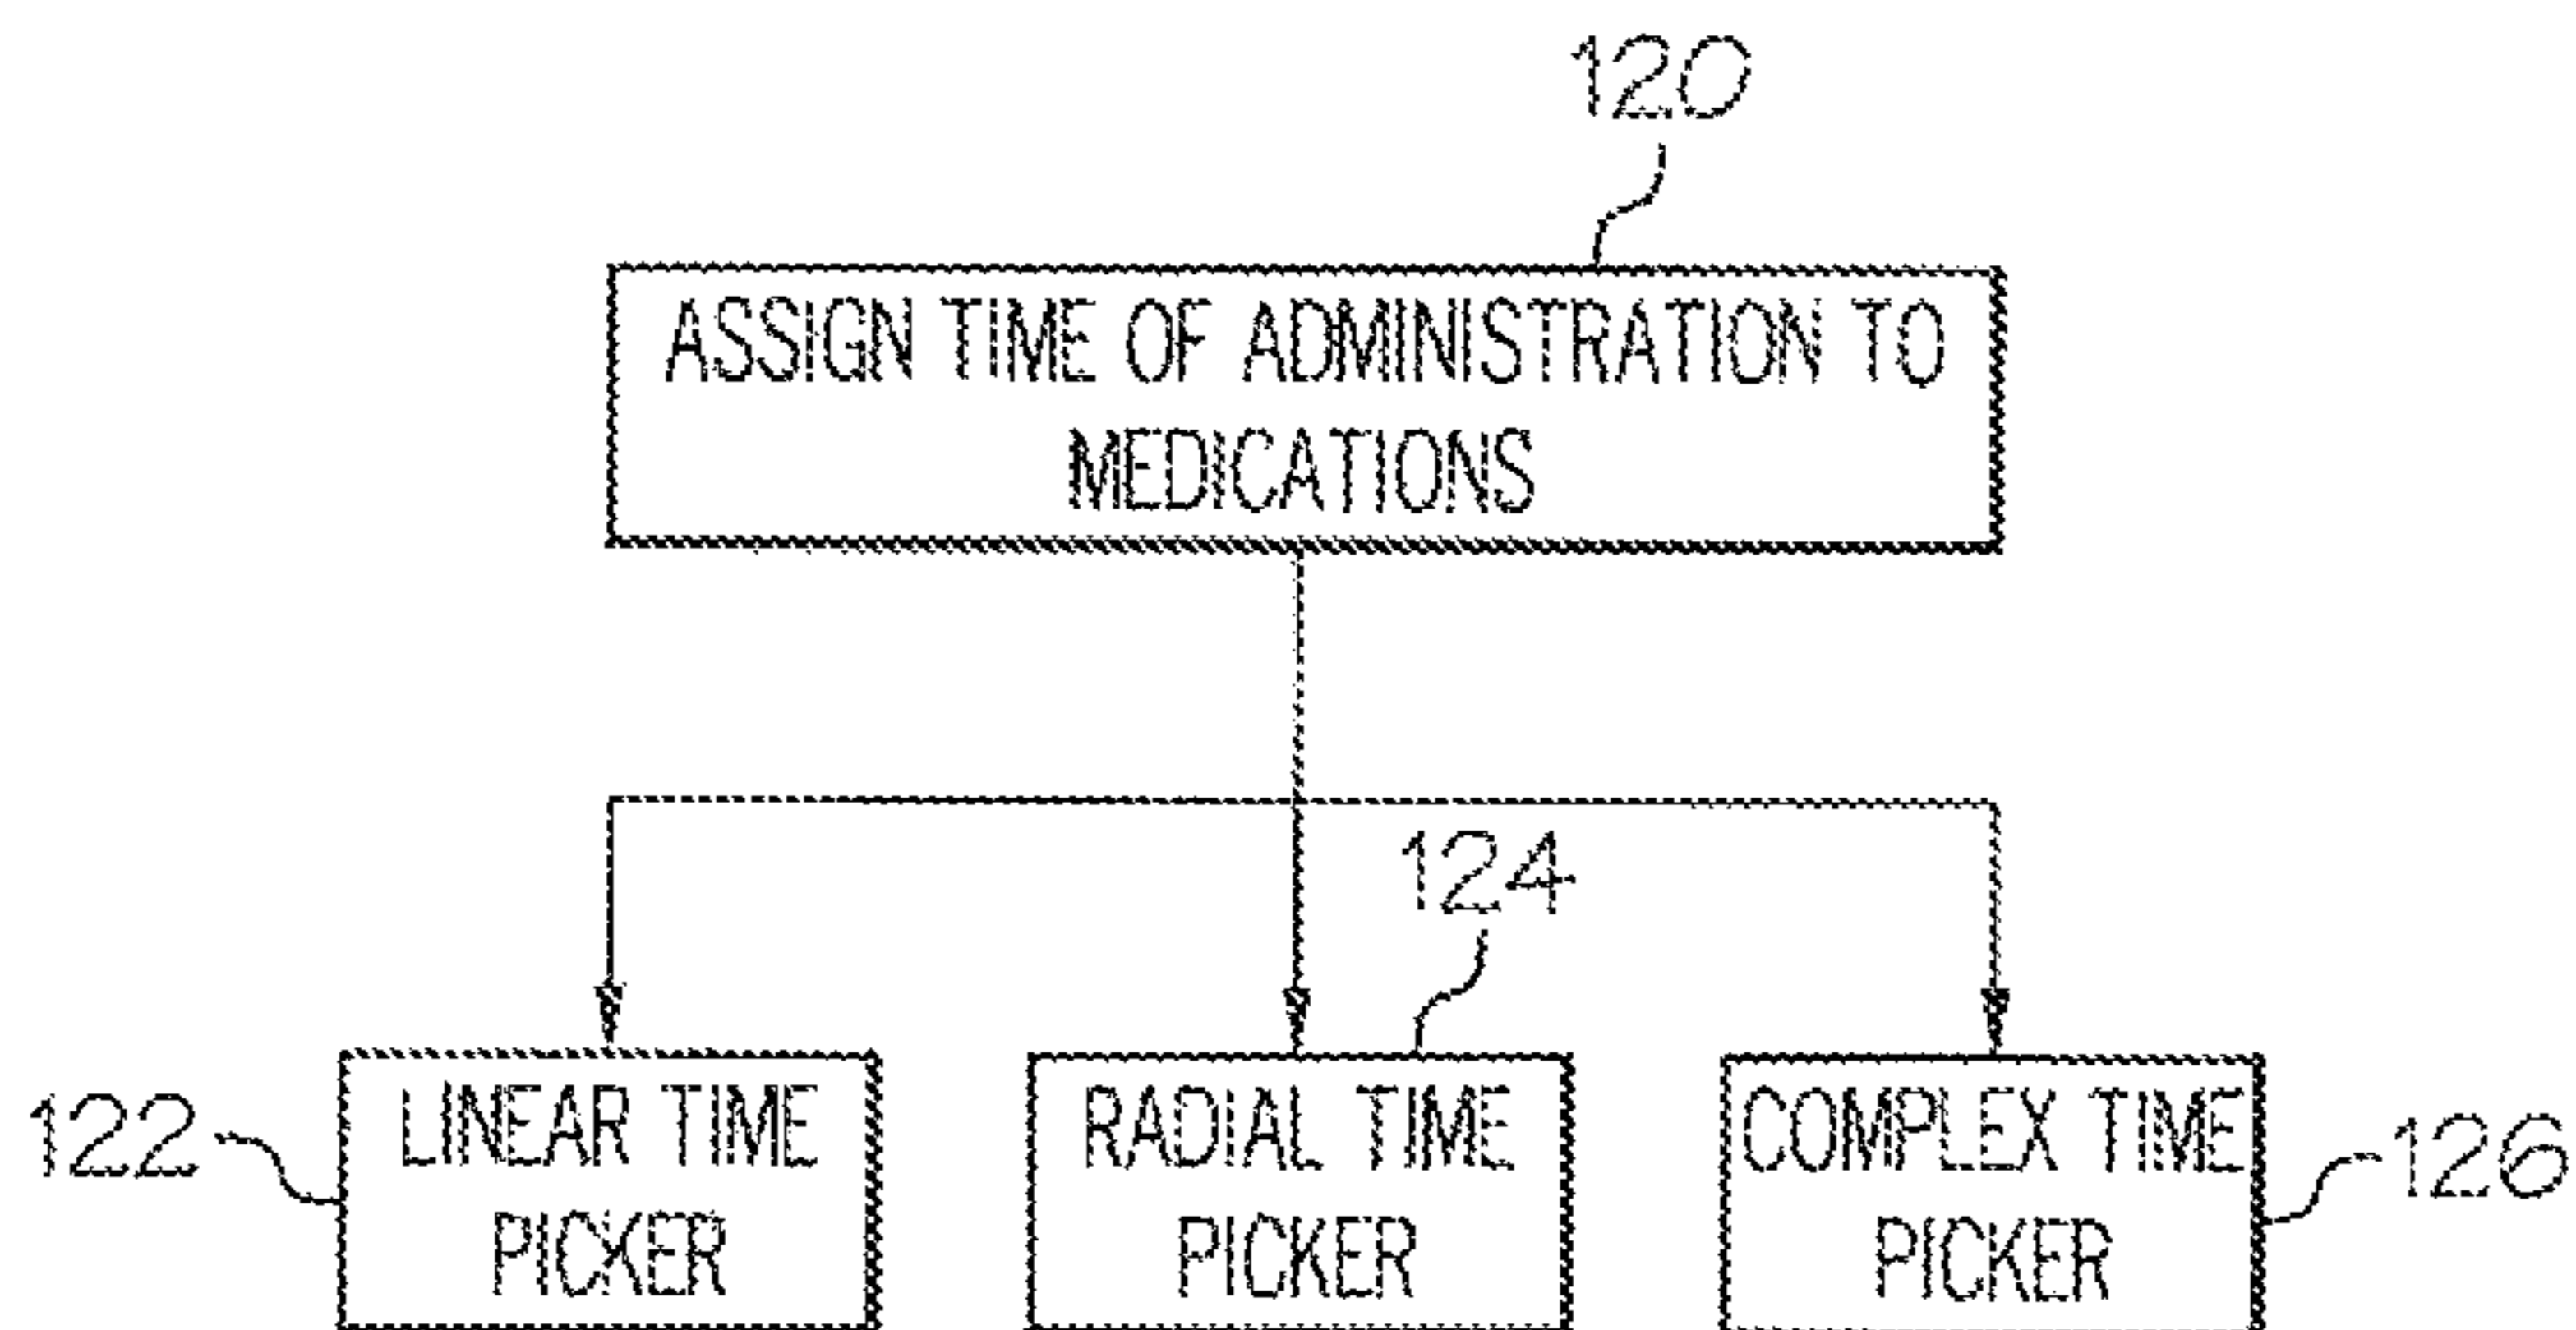 120
ASSIGN TIME OF ADMINISTRATION TO
MEDICATIONS
124
122
LINEAR TIME
PICKER
RADIAL TIME
PICKER
COMPLEX TIME
PICKER
126